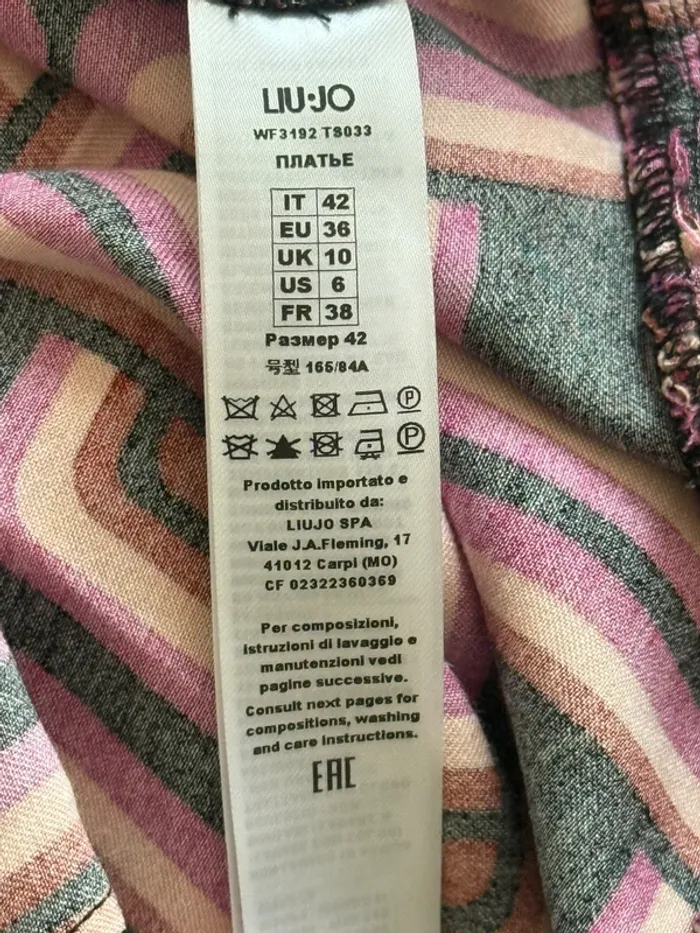 LIU·JO
WF3192 TS033
ПЛАТЬЕ
IT 42
EU 36
UK 10
US 6
FR 38
Размер 42
号型 165/84A
P
P
Prodotto importato e
distribuito da:
LIUJO SPA
Viale J.A.Fleming, 17
41012 Carpi (MO)
CF 02322360369
Per composizioni,
istruzioni di lavaggio e
manutenzioni vedi
pagine successive.
Consult next pages for
compositions, washing
and care instructions.
EAC